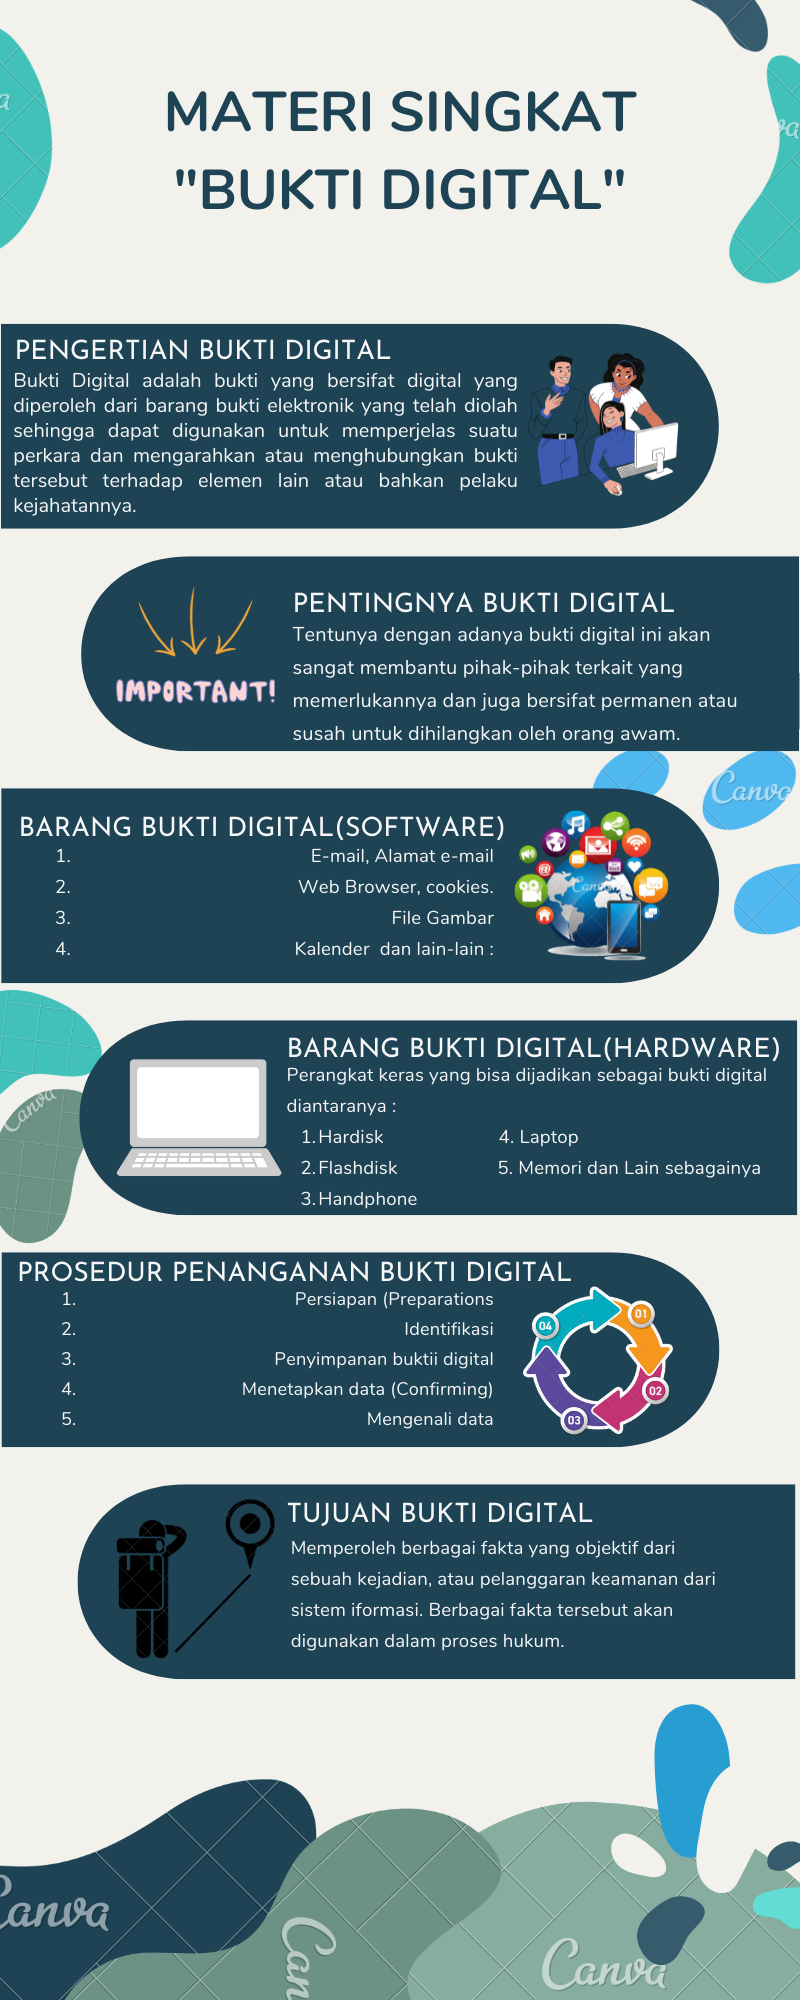 MATERI SINGKAT
"BUKTI DIGITAL"
PENGERTIAN BUKTI DIGITAL
Bukti Digital adalah bukti yang bersifat digital yang
diperoleh dari barang bukti elektronik yang telah diolah
sehingga dapat digunakan untuk memperjelas suatu
perkara dan mengarahkan atau menghubungkan bukti
tersebut terhadap elemen lain atau bahkan pelaku
kejahatannya.
PENTINGNYA BUKTI DIGITAL
Tentunya dengan adanya bukti digital ini akan
sangat membantu pihak-pihak terkait yang
memerlukannya dan juga bersifat permanen atau
susah untuk dihilangkan oleh orang awam.
IMPORTANT!
Canva
BARANG BUKTI DIGITAL(SOFTWARE)
1. E-mail, Alamat e-mail
2. Web Browser, cookies.
3. File Gambar
4. Kalender  dan lain-lain :
Canva
BARANG BUKTI DIGITAL(HARDWARE)
Perangkat keras yang bisa dijadikan sebagai bukti digital
diantaranya :
1. Hardisk 4. Laptop
2. Flashdisk 5. Memori dan Lain sebagainya
3. Handphone
PROSEDUR PENANGANAN BUKTI DIGITAL
1. Persiapan (Preparations
2. Identifikasi
3. Penyimpanan buktii digital
4. Menetapkan data (Confirming)
5. Mengenali data
01
02
03
04
TUJUAN BUKTI DIGITAL
Memperoleh berbagai fakta yang objektif dari
sebuah kejadian, atau pelanggaran keamanan dari
sistem iformasi. Berbagai fakta tersebut akan
digunakan dalam proses hukum.
Canva
Can
Canva